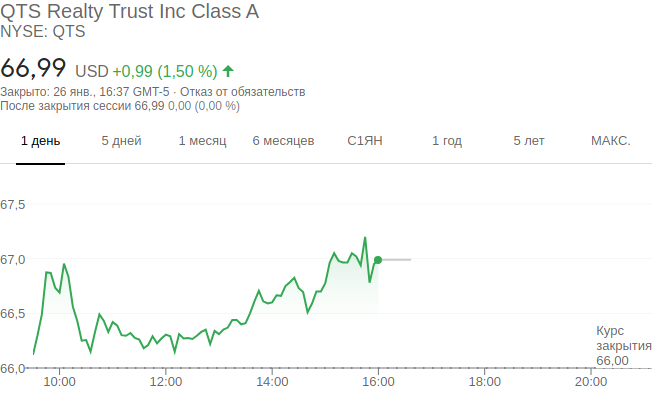 QTS Realty Trust Inc Class A
NYSE: QTS
66,99 USD +0,99 (1,50 %)
Закрыто: 26 янв., 16:37 GMT-5 · Отказ от обязательств
После закрытия сессии 66,99 0,00 (0,00 %)
1 день 5 дней 1 месяц 6 месяцев С1ЯН 1 год 5 лет МАКС.
67,5
67,0
66,5
Курс
закрытия
66,00
66,0
10:00 12:00 14:00 16:00 18:00 20:00